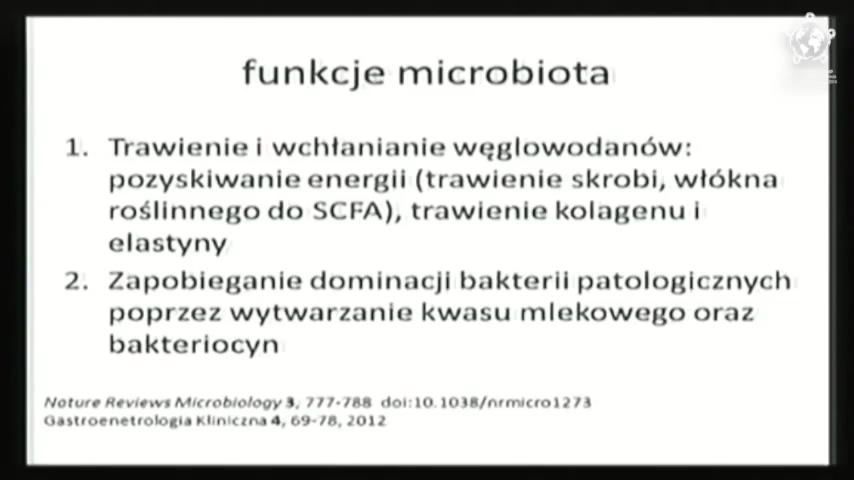 funkcje microbiota
1. Trawienie i wchłanianie węglowodanów:
pozyskiwanie energii (trawienie skrobi, włókna
roślinnego do SCFA), trawienie kolagenu i
elastyny
2. Zapobieganie dominacji bakterii patologicznych
poprzez wytwarzanie kwasu mlekowego oraz
bakteriocyn
Nature Reviews Microbiology 3, 777-788 doi:10.1038/nrmicro1273
Gastroenetrologia Kliniczna 4, 69-78, 2012